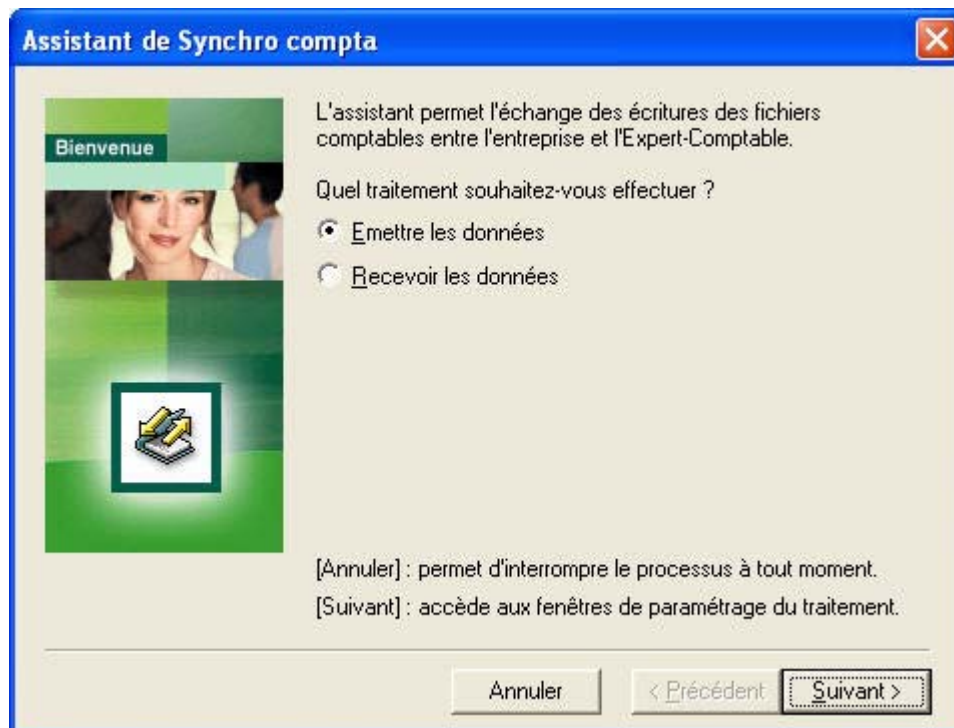 Assistant de Synchro compta
Bienvenue
L'assistant permet l'échange des écritures des fichiers
comptables entre l'entreprise et l'Expert-Comptable.
Quel traitement souhaitez-vous effectuer ?
Emettre les données
Recevoir les données
[Annuler] : permet d'interrompre le processus à tout moment.
[Suivant] : accède aux fenêtres de paramétrage du traitement.
Annuler
< Précédent
Suivant >